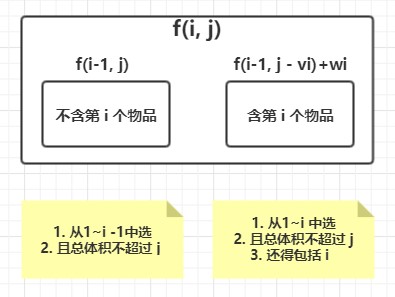 f(i, j)
f(i-1, j)
f(i-1, j - vi)+wi
不含第 i 个物品
含第 i 个物品
1. 从1~i -1中选
2. 且总体积不超过 j
1. 从1~i 中选
2. 且总体积不超过 j
3. 还得包括 i